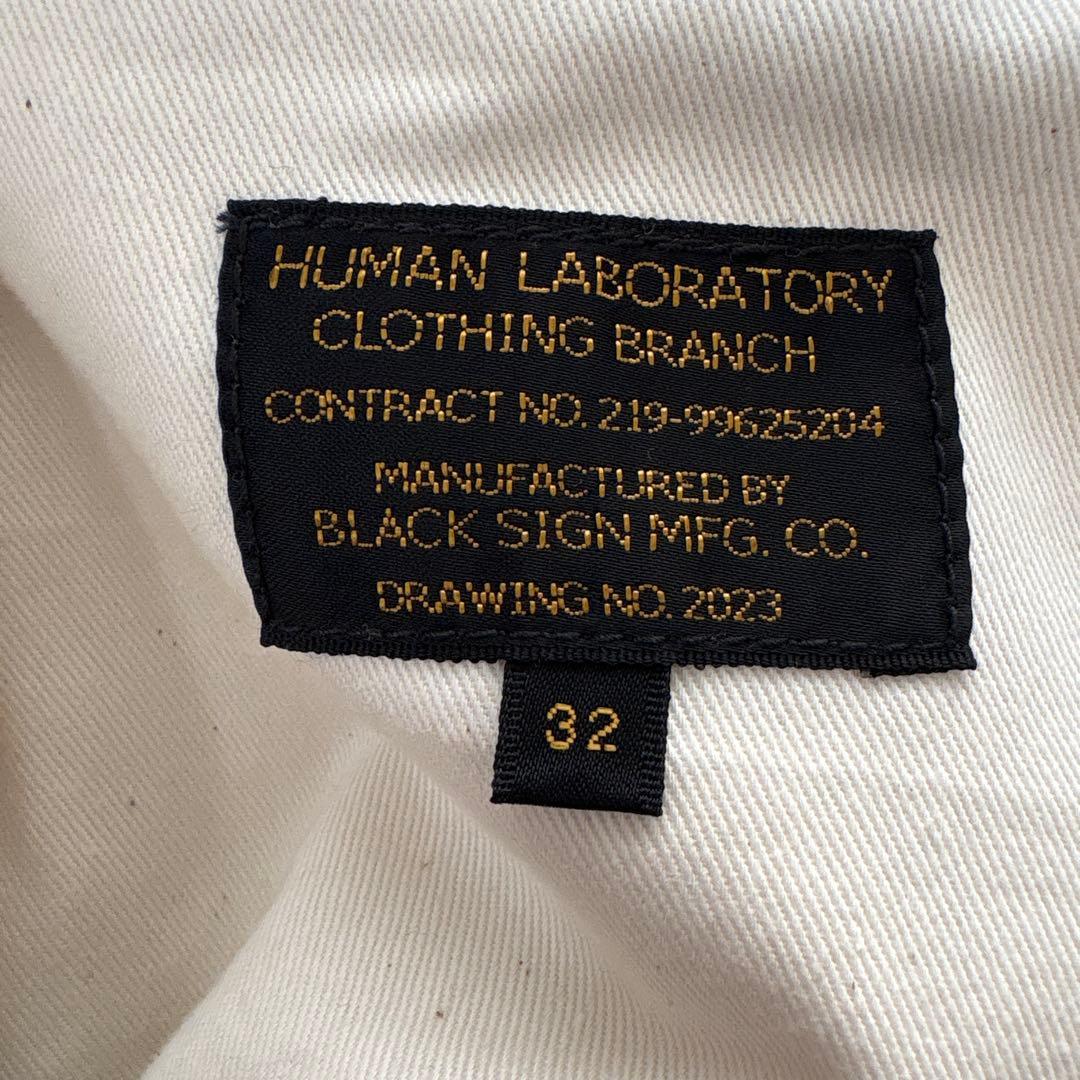 HUMAN LABORATORY
CLOTHING BRANCH
CONTRACT NO. 219-99625204
MANUFACTURED BY
BLACK SIGN MFG. CO.
DRAWING NO. 2023
32